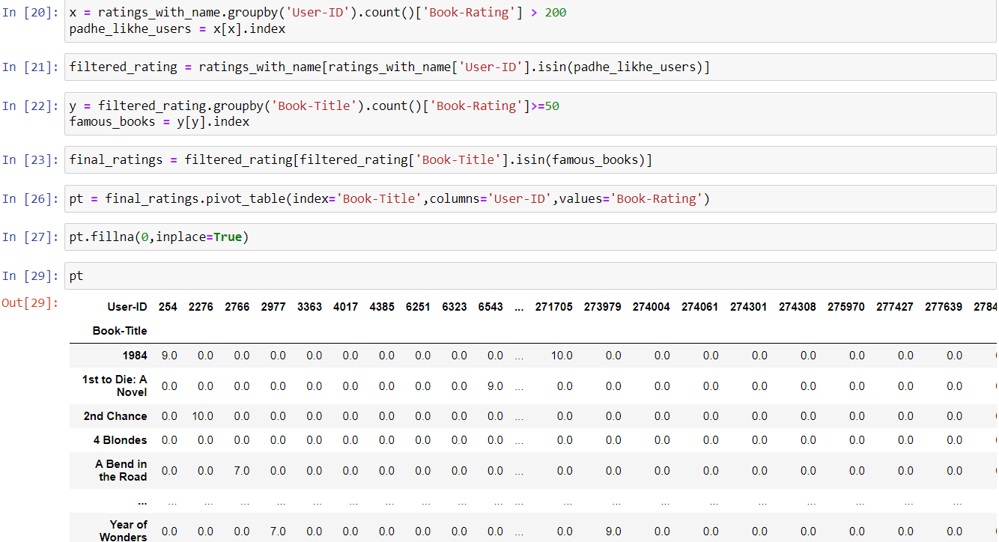 In [20]: x = ratings_with_name.groupby('User-ID').count()['Book-Rating'] > 200
padhe_likhe_users = x[x].index
In [21]: filtered_rating = ratings_with_name[ratings_with_name['User-ID'].isin(padhe_likhe_users)]
In [22]: y = filtered_rating.groupby('Book-Title').count()['Book-Rating']>=50
famous_books = y[y].index
In [23]: final_ratings = filtered_rating[filtered_rating['Book-Title'].isin(famous_books)]
In [26]: pt = final_ratings.pivot_table(index='Book-Title',columns='User-ID',values='Book-Rating')
In [27]: pt.fillna(0,inplace=True)
In [29]: pt
Out[29]:
User-ID 254 2276 2766 2977 3363 4017 4385 6251 6323 6543 ... 271705 273979 274004 274061 274301 274308 275970 277427 277639 2784
Book-Title
1984 9.0 0.0 0.0 0.0 0.0 0.0 0.0 0.0 0.0 0.0 ... 10.0 0.0 0.0 0.0 0.0 0.0 0.0 0.0 0.0
1st to Die: A
Novel 0.0 0.0 0.0 0.0 0.0 0.0 0.0 0.0 0.0 9.0 ... 0.0 0.0 0.0 0.0 0.0 0.0 0.0 0.0 0.0
2nd Chance 0.0 10.0 0.0 0.0 0.0 0.0 0.0 0.0 0.0 0.0 ... 0.0 0.0 0.0 0.0 0.0 0.0 0.0 0.0 0.0
4 Blondes 0.0 0.0 0.0 0.0 0.0 0.0 0.0 0.0 0.0 0.0 ... 0.0 0.0 0.0 0.0 0.0 0.0 0.0 0.0 0.0
A Bend in
the Road 0.0 0.0 7.0 0.0 0.0 0.0 0.0 0.0 0.0 0.0 ... 0.0 0.0 0.0 0.0 0.0 0.0 0.0 0.0 0.0
... ... ... ... ... ... ... ... ... ... ... ... ... ... ... ... ... ... ... ... ...
Year of
Wonders 0.0 0.0 0.0 7.0 0.0 0.0 0.0 0.0 0.0 0.0 ... 0.0 9.0 0.0 0.0 0.0 0.0 0.0 0.0 0.0